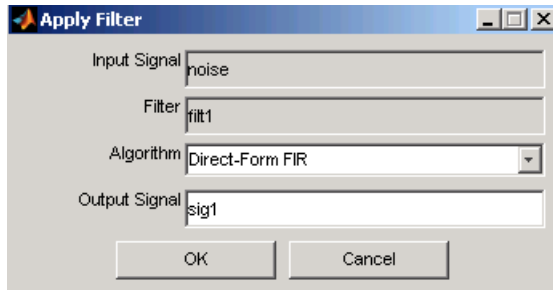 Apply Filter
Input Signal noise
Filter filt1
Algorithm Direct-Form FIR
Output Signal sig1
OK Cancel